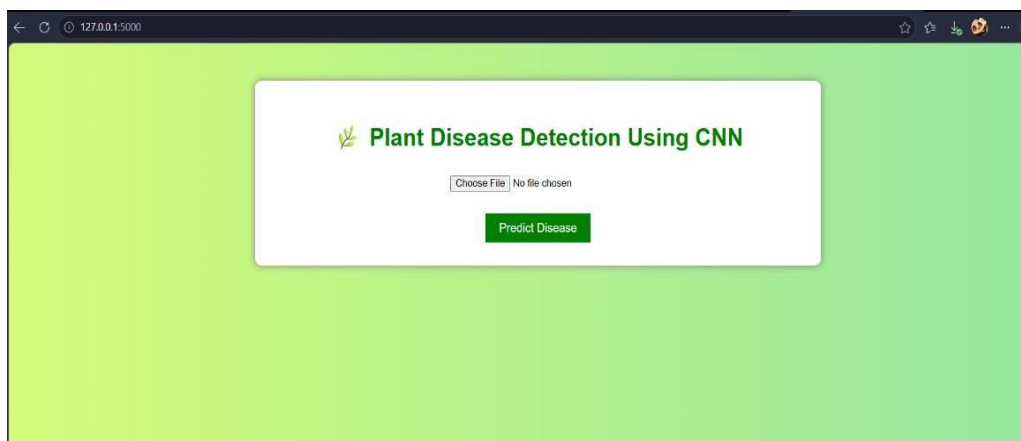 127.0.0.1:5000
Plant Disease Detection Using CNN
Choose File No file chosen
Predict Disease